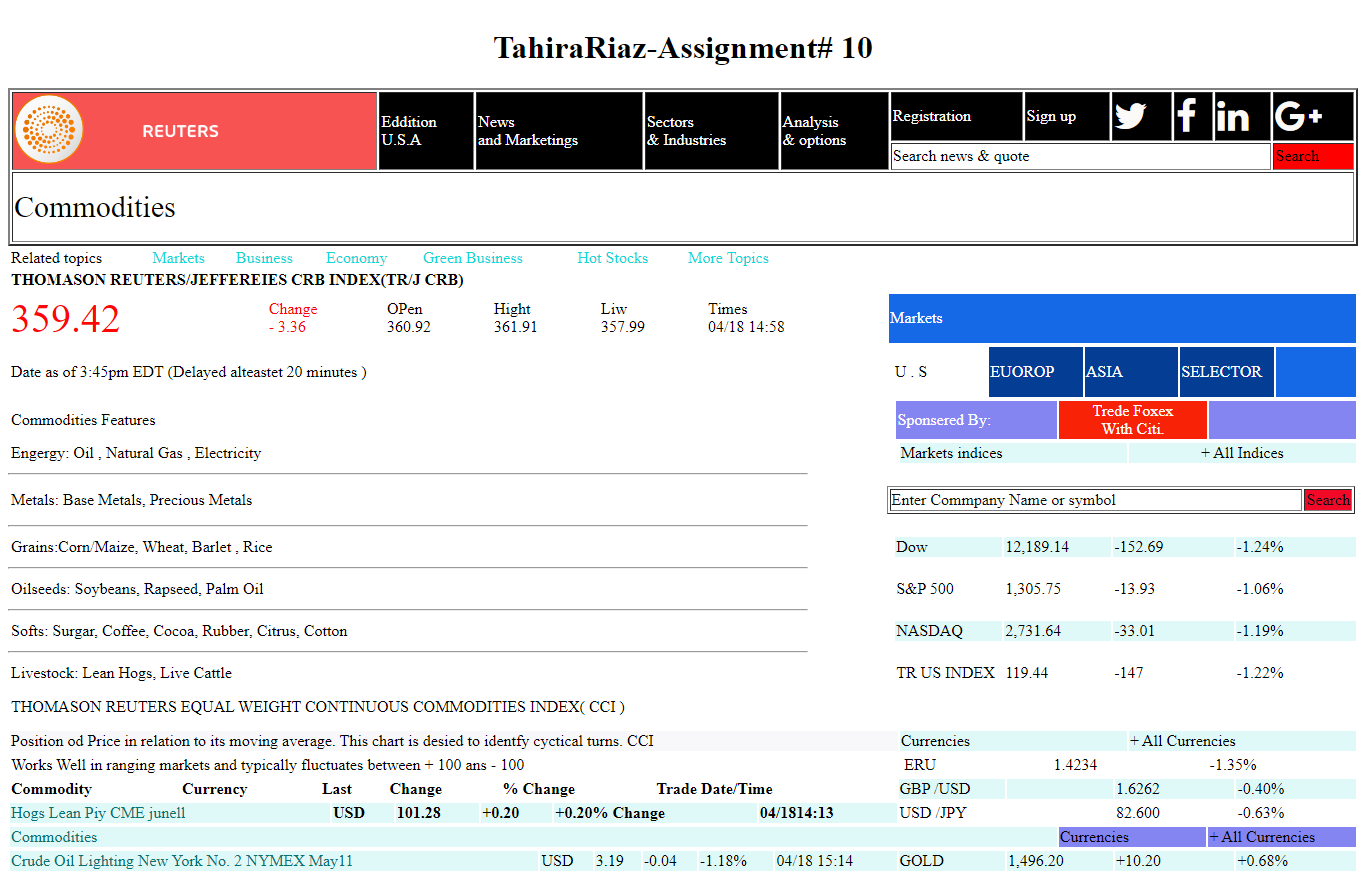 TahiraRiaz-Assignment# 10
REUTERS
Eddition
U.S.A
News
and Marketings
Sectors
& Industries
Analysis
& options
Registration
Sign up
Search news & quote
Search
Commodities
Related topics Markets Business Economy Green Business Hot Stocks More Topics
THOMASON REUTERS/JEFFEREIES CRB INDEX(TR/J CRB)
359.42
Change
- 3.36
OPen
360.92
Hight
361.91
Liw
357.99
Times
04/18 14:58
Markets
Date as of 3:45pm EDT (Delayed alteastet 20 minutes )
U . S EUOROP ASIA SELECTOR
Commodities Features
Sponsered By:
Trede Foxex
With Citi.
Engergy: Oil , Natural Gas , Electricity
Markets indices + All Indices
Metals: Base Metals, Precious Metals
Enter Commpany Name or symbol Search
Grains:Corn/Maize, Wheat, Barlet , Rice
Dow 12,189.14 -152.69 -1.24%
Oilseeds: Soybeans, Rapseed, Palm Oil
S&P 500 1,305.75 -13.93 -1.06%
Softs: Surgar, Coffee, Cocoa, Rubber, Citrus, Cotton
NASDAQ 2,731.64 -33.01 -1.19%
Livestock: Lean Hogs, Live Cattle
TR US INDEX 119.44 -147 -1.22%
THOMASON REUTERS EQUAL WEIGHT CONTINUOUS COMMODITIES INDEX( CCI )
Position od Price in relation to its moving average. This chart is desied to identfy cyctical turns. CCI
Currencies + All Currencies
Works Well in ranging markets and typically fluctuates between + 100 ans - 100
ERU 1.4234 -1.35%
Commodity Currency Last Change % Change Trade Date/Time
GBP /USD 1.6262 -0.40%
Hogs Lean Piy CME junell USD 101.28 +0.20 +0.20% Change 04/1814:13
USD /JPY 82.600 -0.63%
Commodities
Currencies + All Currencies
Crude Oil Lighting New York No. 2 NYMEX May11 USD 3.19 -0.04 -1.18% 04/18 15:14
GOLD 1,496.20 +10.20 +0.68%